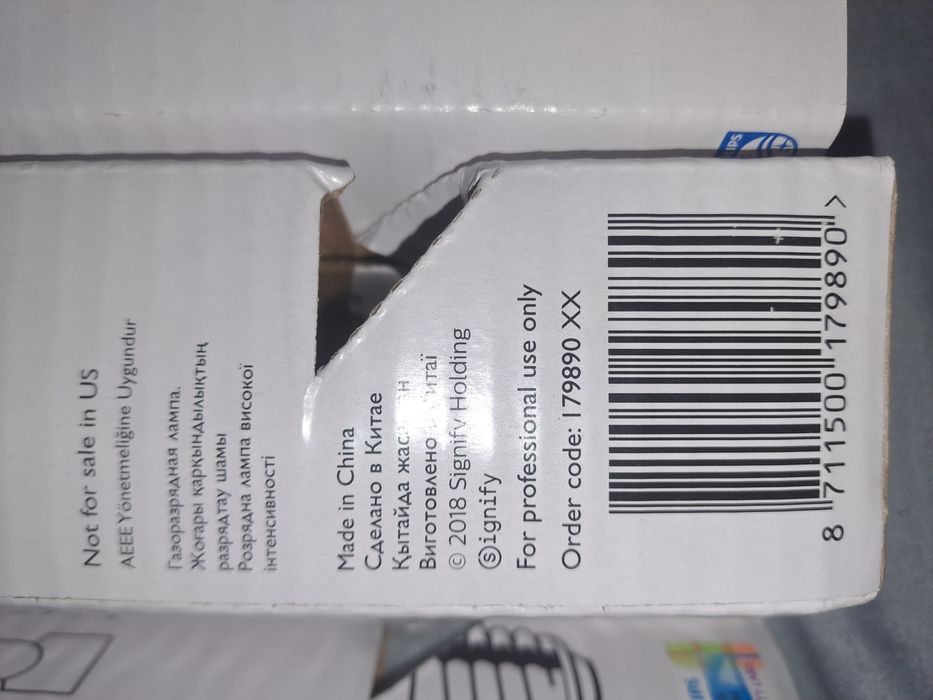 Not for sale in US
AEEE Yönetmeliğine Uygundur
Газоразрядная лампа.
Жоғары қарқындылықтың
разрядтау шамы
Розрядна лампа високої
інтенсивності
Made in China
Сделано в Китае
Қытайда
Виготовлено
© 2018 Signify Holding
Signify
For professional use only
Order code: 179890 XX
8 711500 179890 >